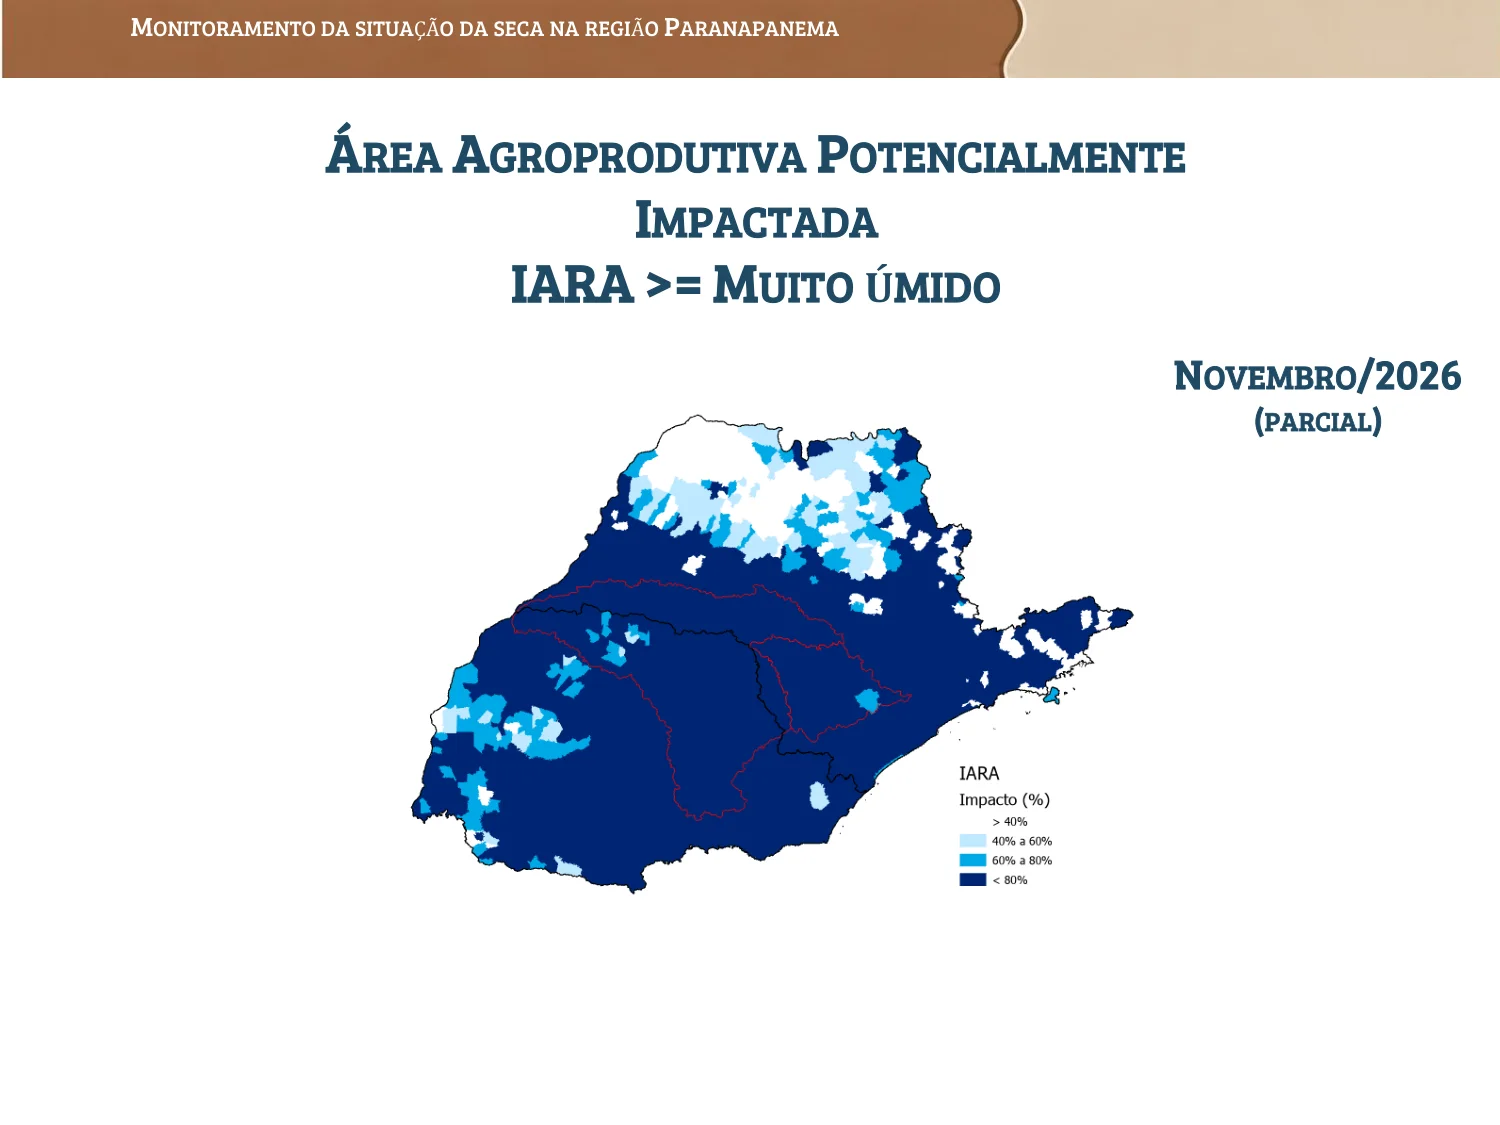 Monitoramento da situação da seca na região Paranapanema
Área Agroprodutiva Potencialmente
Impactada
IARA >= Muito úmido
Novembro/2026
(parcial)
IARA
Impacto (%)
> 40%
40% a 60%
60% a 80%
< 80%